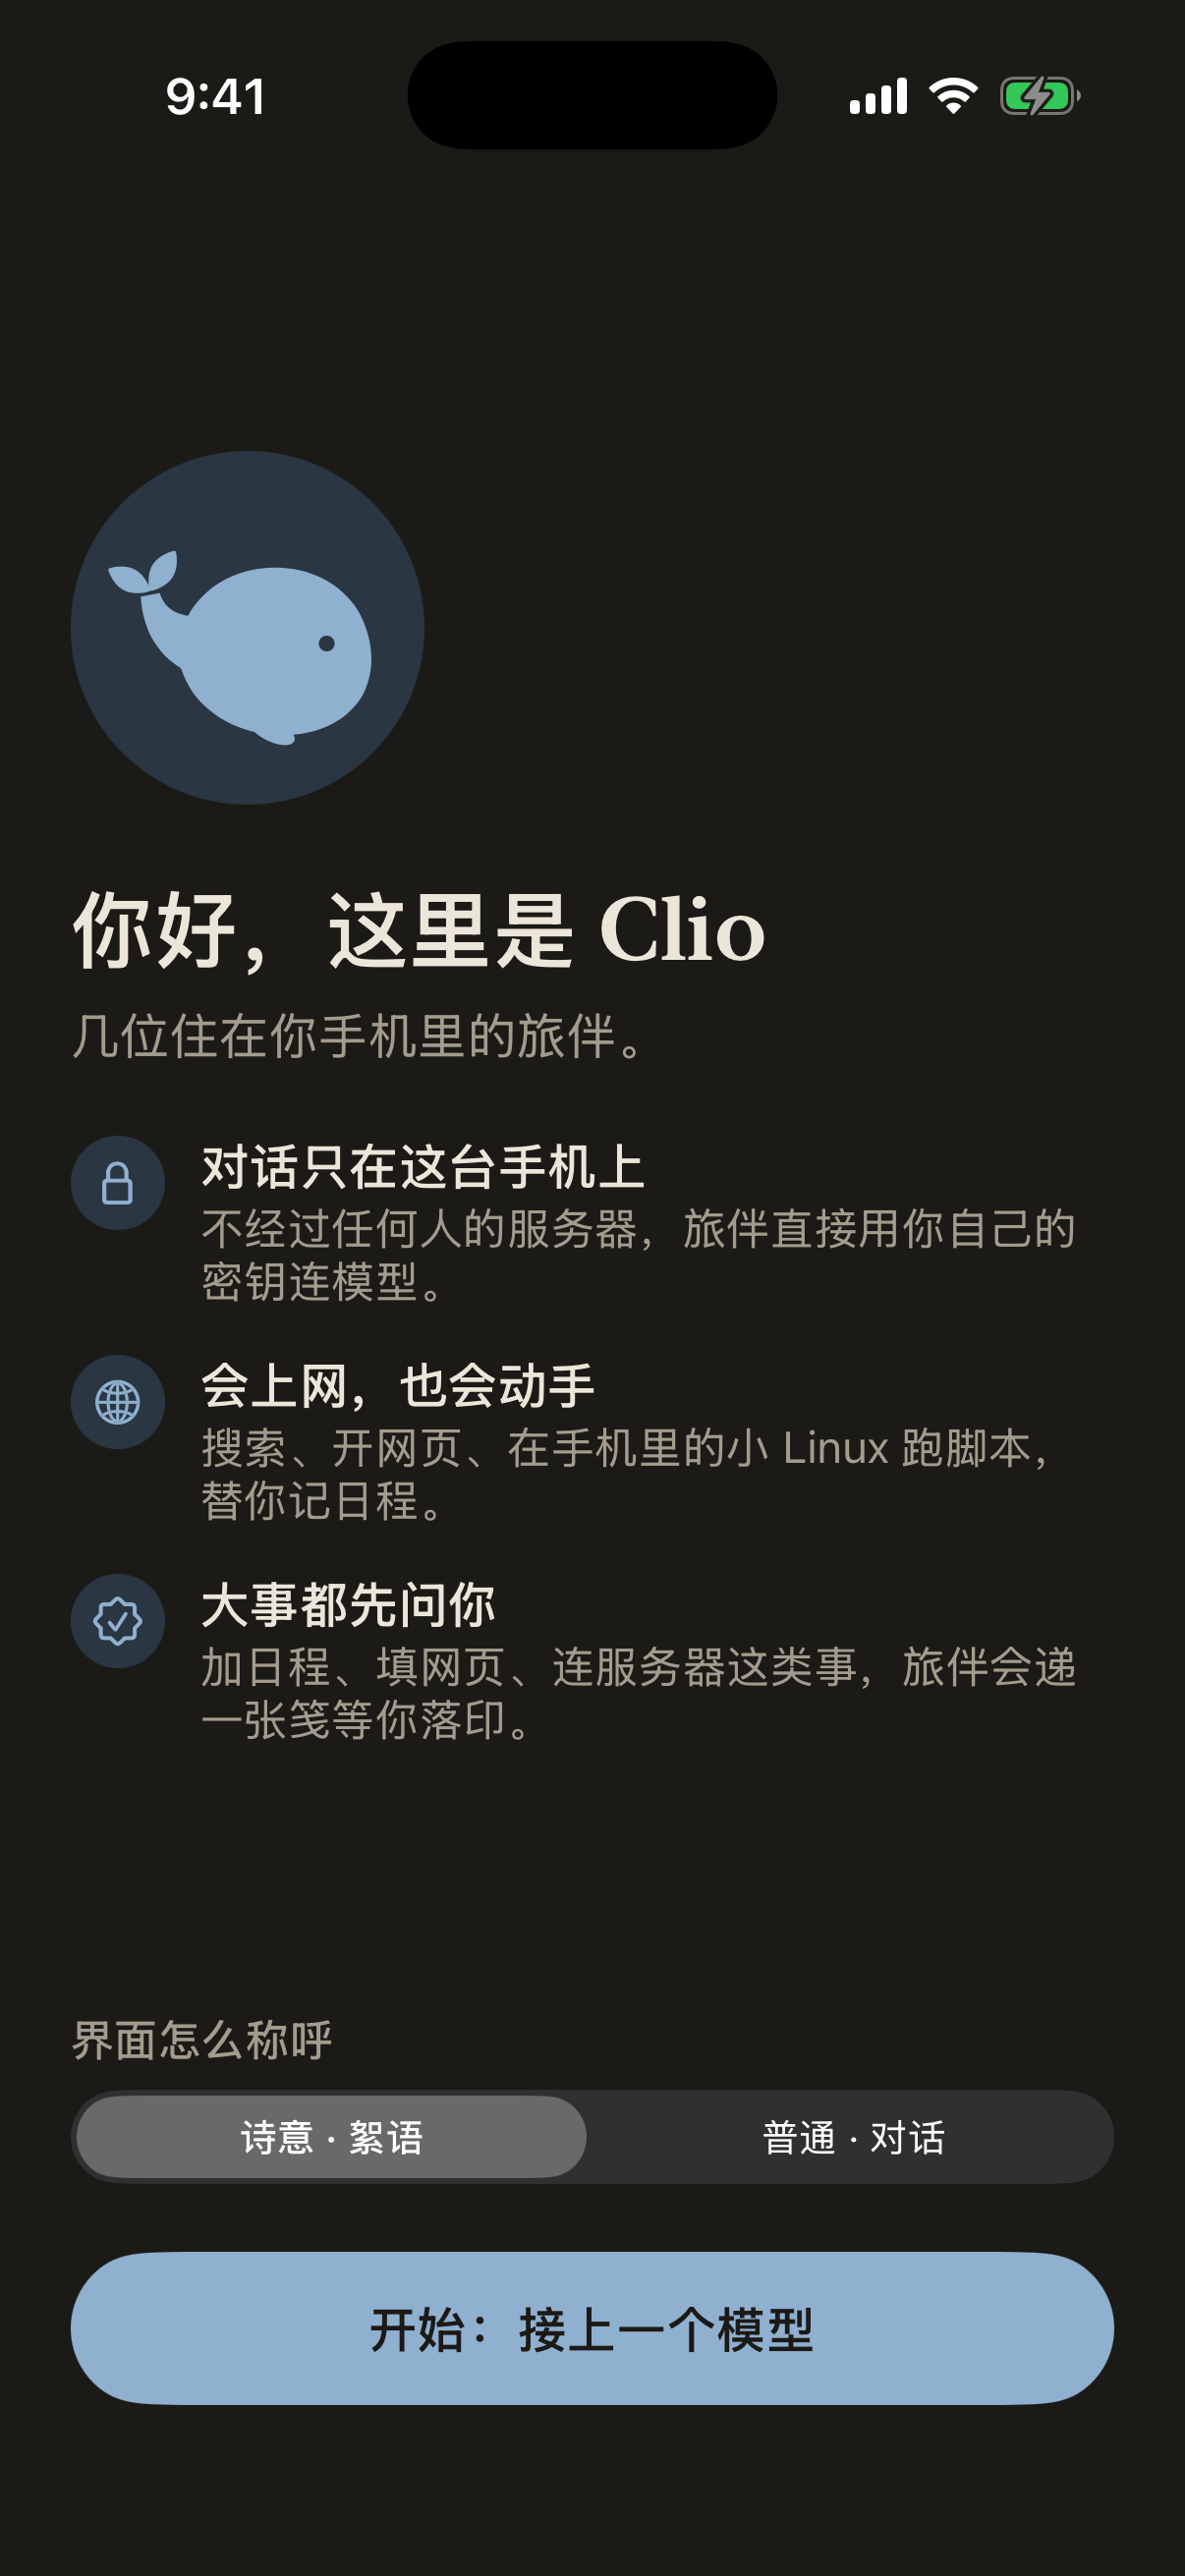 9:41
你好，这里是 Clio
几位住在你手机里的旅伴。
对话只在这台手机上
不经过任何人的服务器，旅伴直接用你自己的
密钥连模型。
会上网，也会动手
搜索、开网页、在手机里的小 Linux 跑脚本，
替你记日程。
大事都先问你
加日程、填网页、连服务器这类事，旅伴会递
一张笺等你落印。
界面怎么称呼
诗意 · 絮语
普通 · 对话
开始：接上一个模型